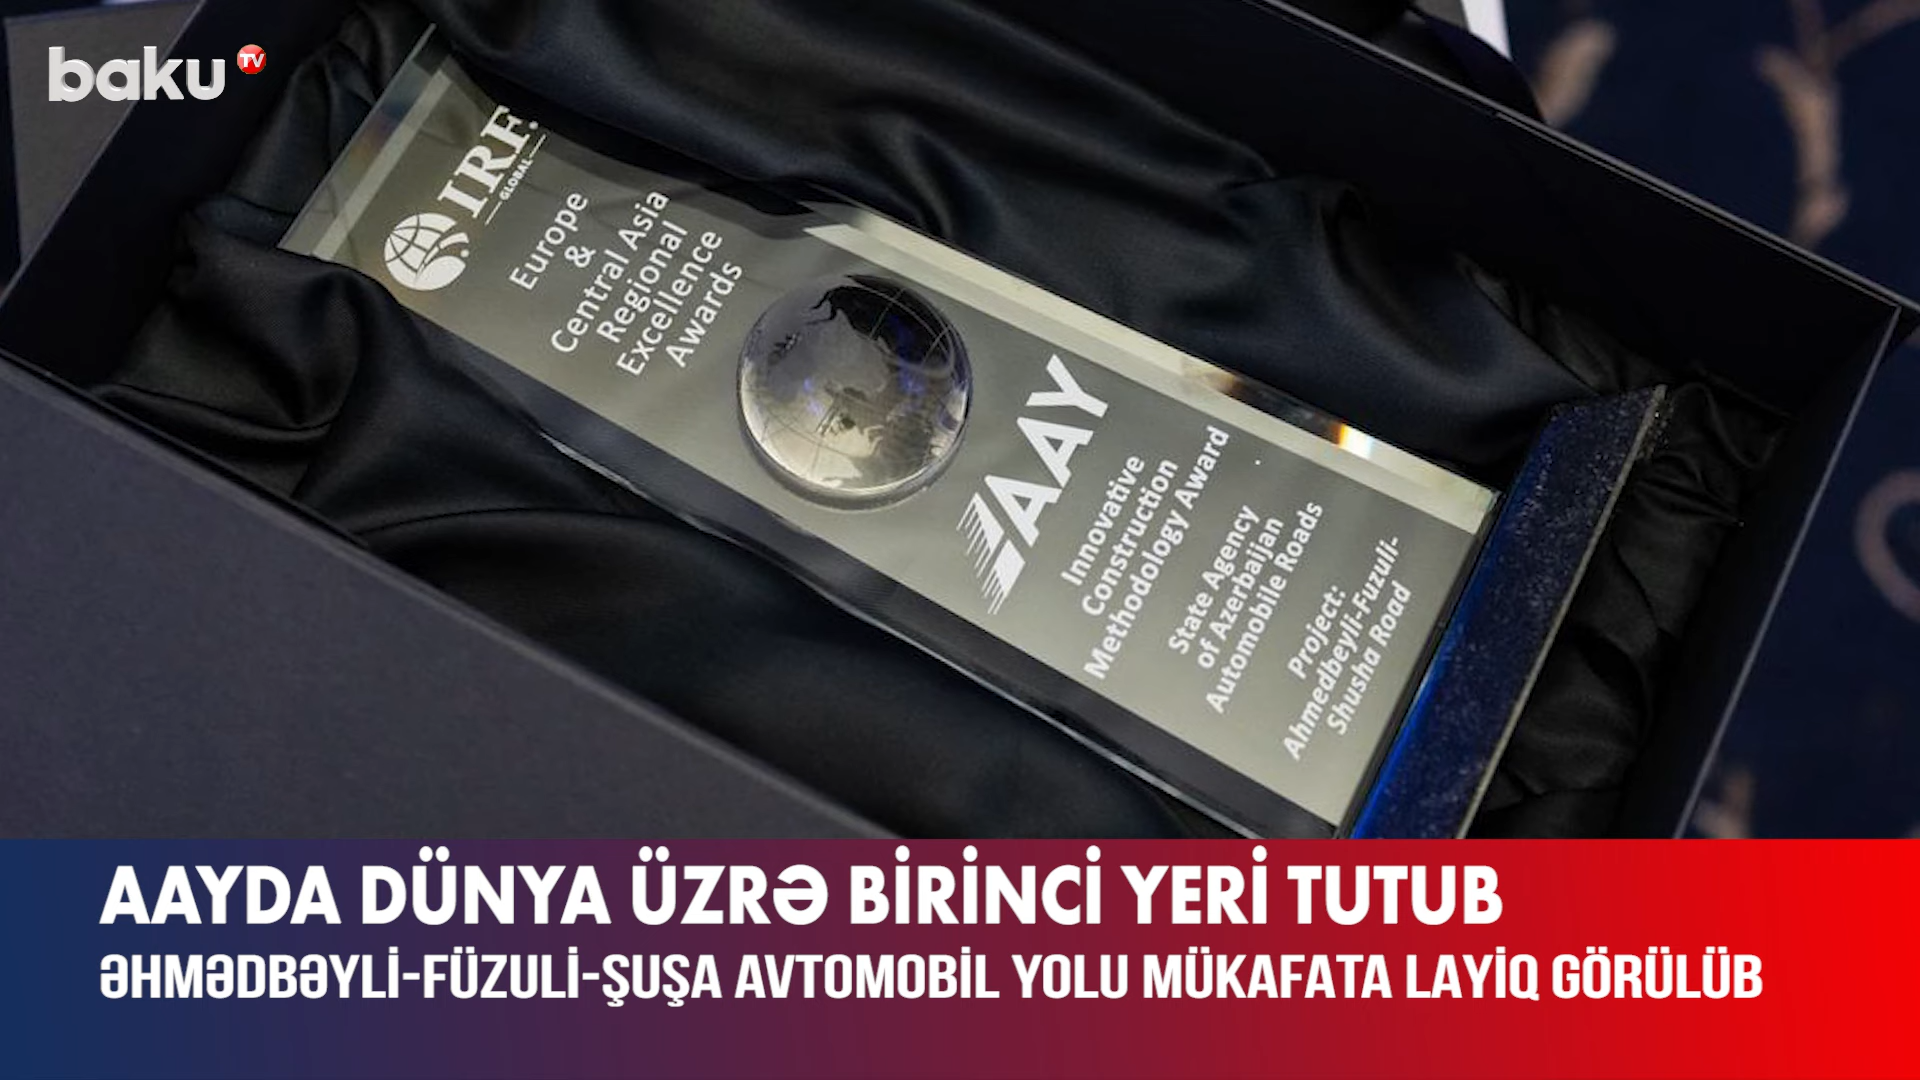 baku TV
IRF
GLOBAL
Europe
&
Central Asia
Regional
Excellence
Awards
AAY
Innovative
Construction
Methodology Award
State Agency
of Azerbaijan
Automobile Roads
Project:
Ahmedbeyli-Fuzuli-
Shusha Road
AAYDA DÜNYA ÜZRƏ BİRİNCİ YERİ TUTUB
ƏHMƏDBƏYLİ-FÜZULİ-ŞUŞA AVTOMOBİL YOLU MÜKAFATA LAYİQ GÖRÜLÜB